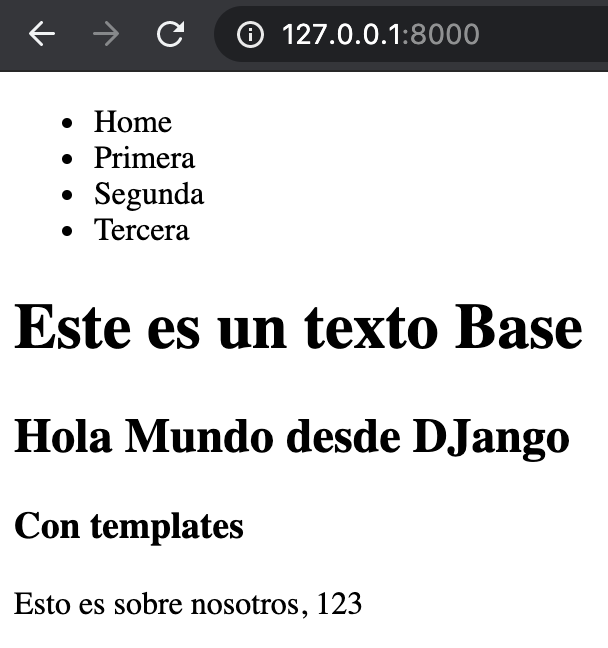 127.0.0.1:8000
Home
Primera
Segunda
Tercera
Este es un texto Base
Hola Mundo desde DJango
Con templates
Esto es sobre nosotros, 123